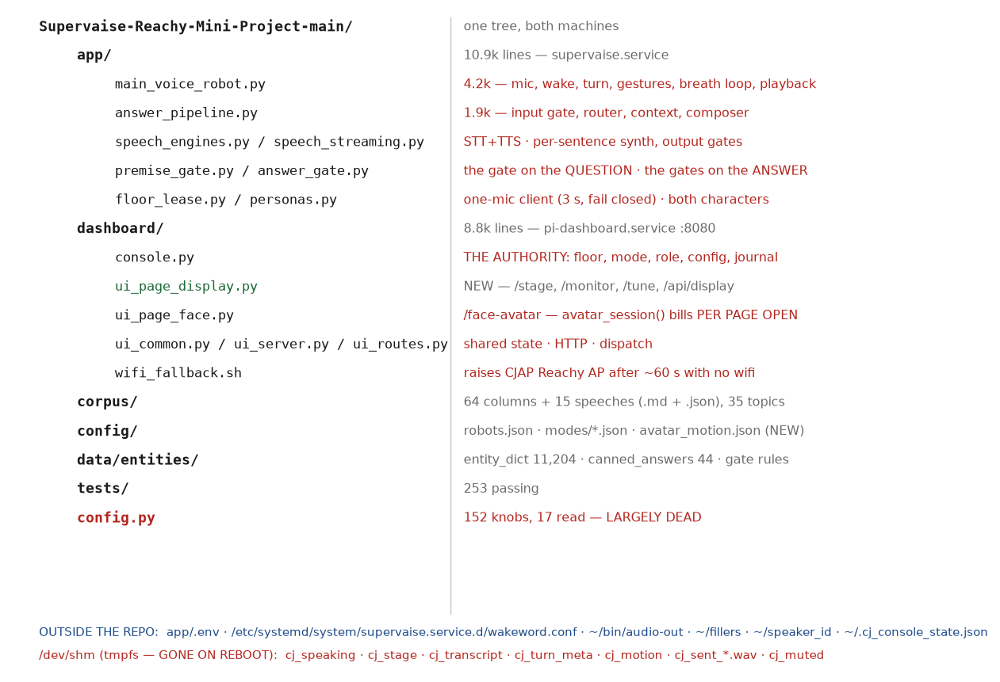 Supervaise-Reachy-Mini-Project-main/ one tree, both machines
app/ 10.9k lines — supervaise.service
main_voice_robot.py 4.2k — mic, wake, turn, gestures, breath loop, playback
answer_pipeline.py 1.9k — input gate, router, context, composer
speech_engines.py / speech_streaming.py STT+TTS · per-sentence synth, output gates
premise_gate.py / answer_gate.py the gate on the QUESTION · the gates on the ANSWER
floor_lease.py / personas.py one-mic client (3 s, fail closed) · both characters
dashboard/ 8.8k lines — pi-dashboard.service :8080
console.py THE AUTHORITY: floor, mode, role, config, journal
ui_page_display.py NEW — /stage, /monitor, /tune, /api/display
ui_page_face.py /face-avatar — avatar_session() bills PER PAGE OPEN
ui_common.py / ui_server.py / ui_routes.py shared state · HTTP · dispatch
wifi_fallback.sh raises CJAP Reachy AP after ~60 s with no wifi
corpus/ 64 columns + 15 speeches (.md + .json), 35 topics
config/ robots.json · modes/*.json · avatar_motion.json (NEW)
data/entities/ entity_dict 11,204 · canned_answers 44 · gate rules
tests/ 253 passing
config.py 152 knobs, 17 read — LARGELY DEAD
OUTSIDE THE REPO: app/.env · /etc/systemd/system/supervaise.service.d/wakeword.conf · ~/bin/audio-out · ~/fillers · ~/speaker_id · ~/.cj_console_state.json
/dev/shm (tmpfs — GONE ON REBOOT): cj_speaking · cj_stage · cj_transcript · cj_turn_meta · cj_motion · cj_sent_*.wav · cj_muted